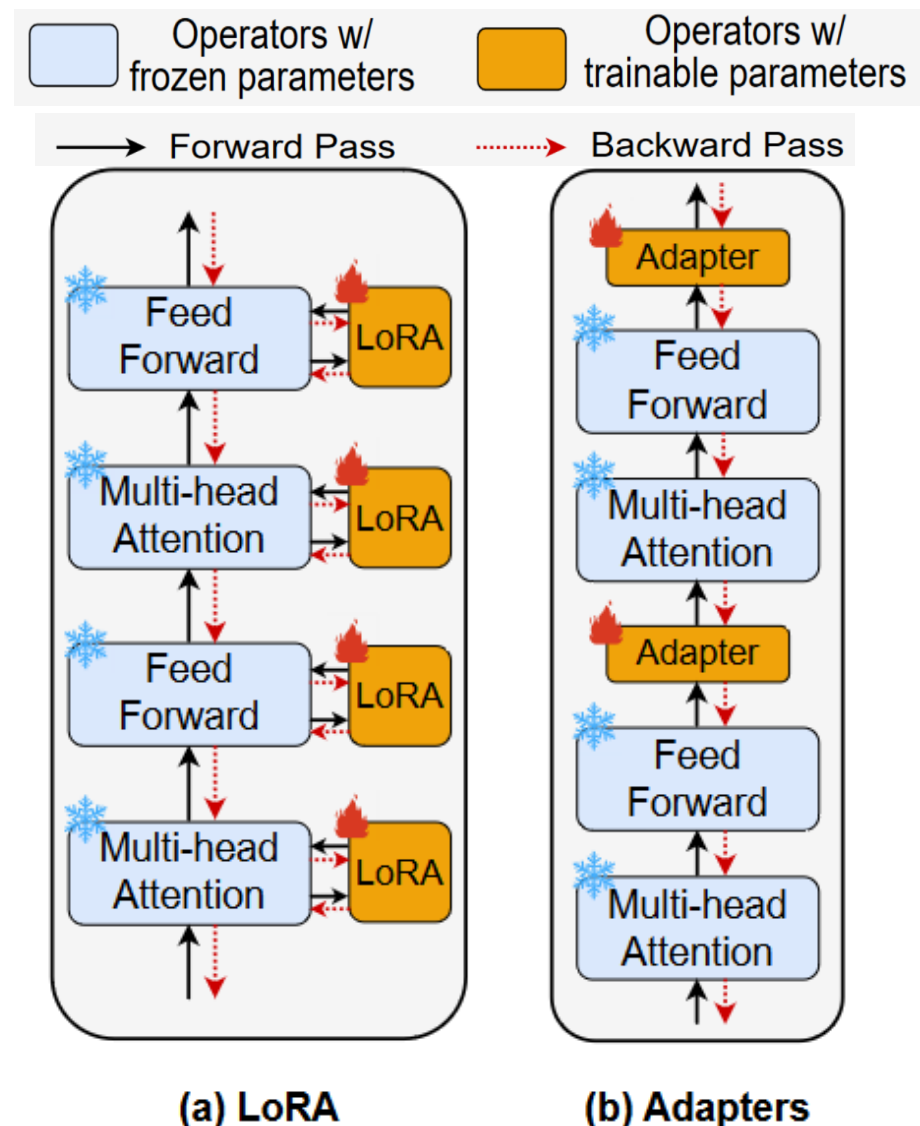 Operators w/
frozen parameters
Operators w/
trainable parameters
Forward Pass
Backward Pass
Feed
Forward
LoRA
Multi-head
Attention
LoRA
Feed
Forward
LoRA
Multi-head
Attention
LoRA
(a) LoRA
Adapter
Feed
Forward
Multi-head
Attention
Adapter
Feed
Forward
Multi-head
Attention
(b) Adapters